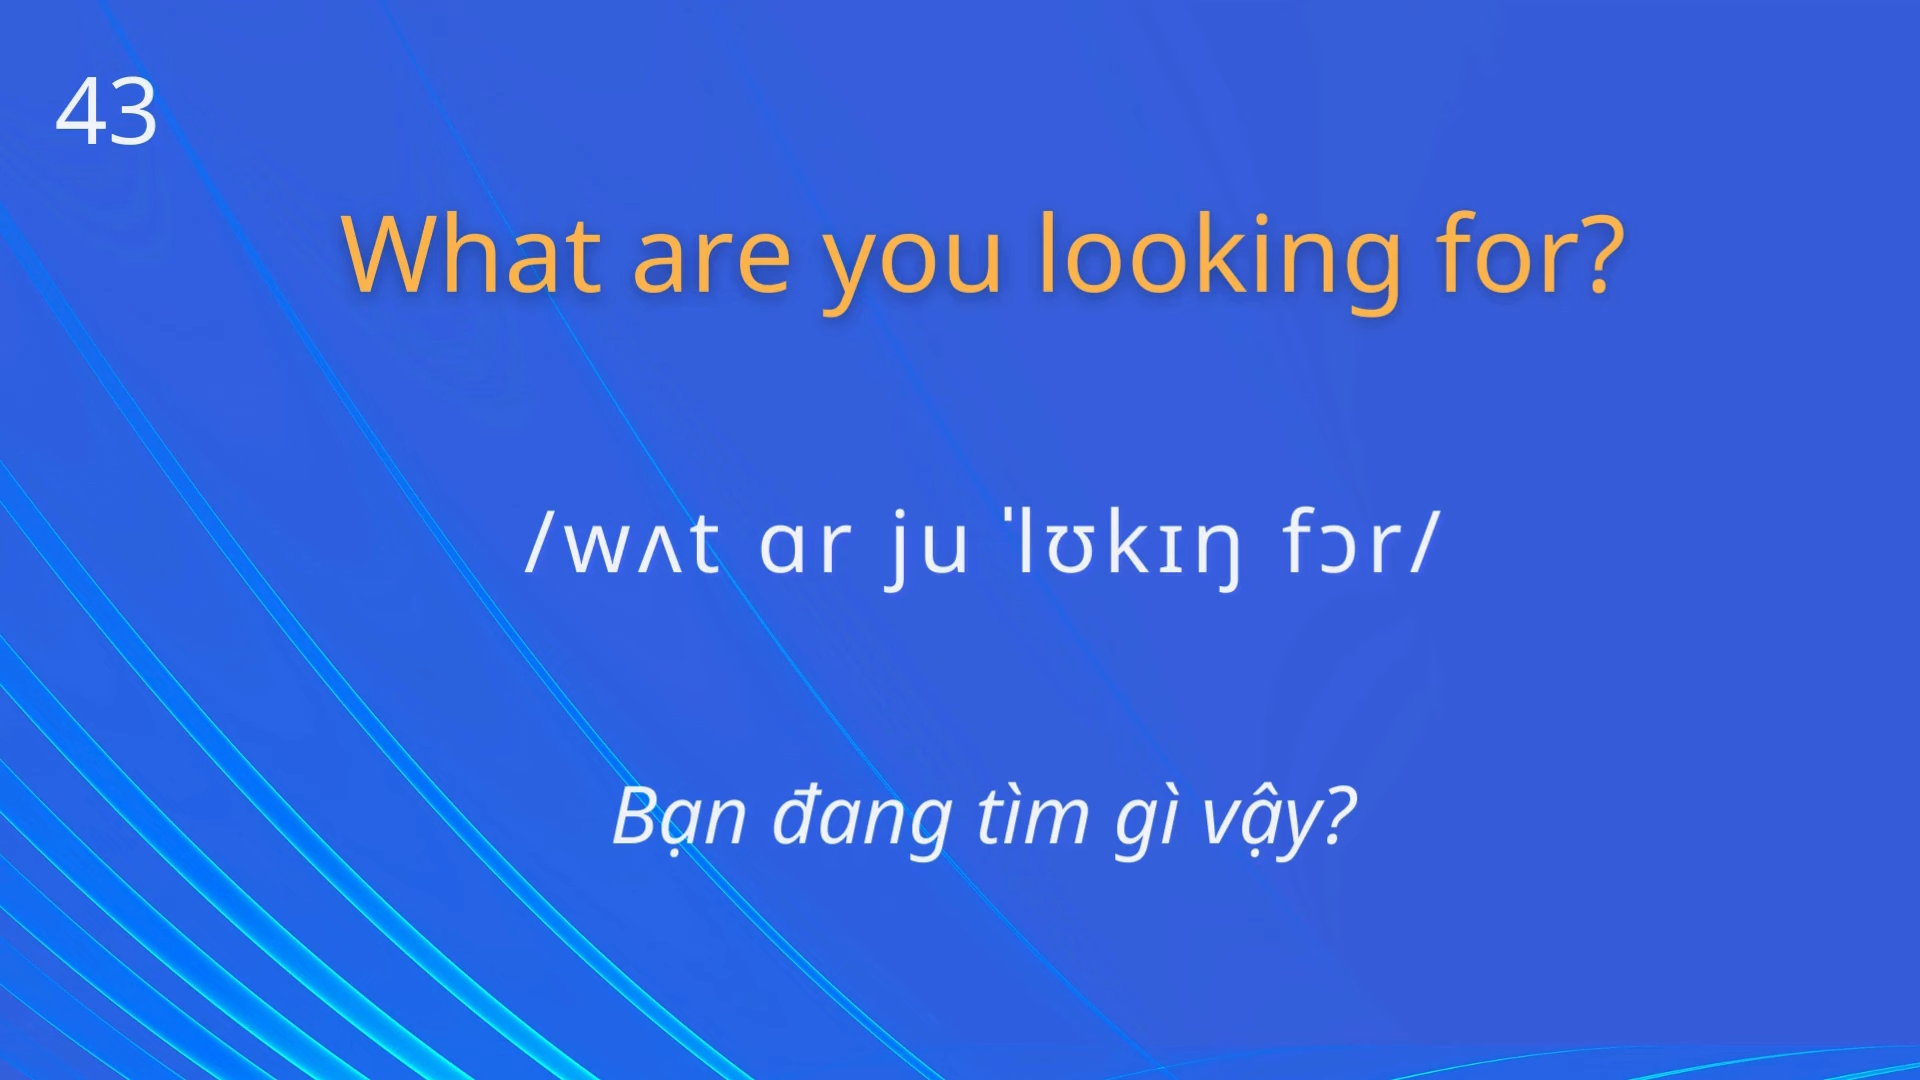 43
What are you looking for?
/wʌt ɑr ju ˈlʊkɪŋ fɔr/
Bạn đang tìm gì vậy?